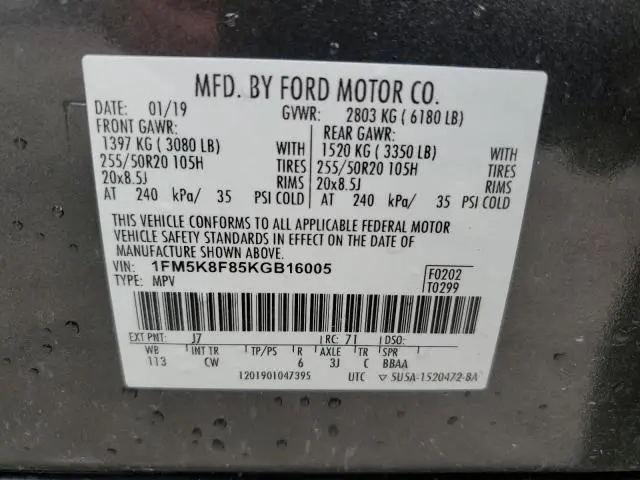 MFD. BY FORD MOTOR CO.
DATE: 01/19 GVWR: 2803 KG ( 6180 LB)
FRONT GAWR: REAR GAWR:
1397 KG ( 3080 LB) WITH 1520 KG ( 3350 LB) WITH
255/50R20 105H TIRES 255/50R20 105H TIRES
20x8.5J RIMS 20x8.5J RIMS
AT 240 kPa/ 35 PSI COLD AT 240 kPa/ 35 PSI COLD
THIS VEHICLE CONFORMS TO ALL APPLICABLE FEDERAL MOTOR
VEHICLE SAFETY STANDARDS IN EFFECT ON THE DATE OF
MANUFACTURE SHOWN ABOVE.
VIN: 1FM5K8F85KGB16005 F0202
TYPE: MPV T0299
EXT PNT: J7 RC: 71 DSO:
WB INT TR TP/PS R AXLE TR SPR
113 CW 6 3J C BBAA
1201901047395 UTC ▽ 5U5A-1520472-BA